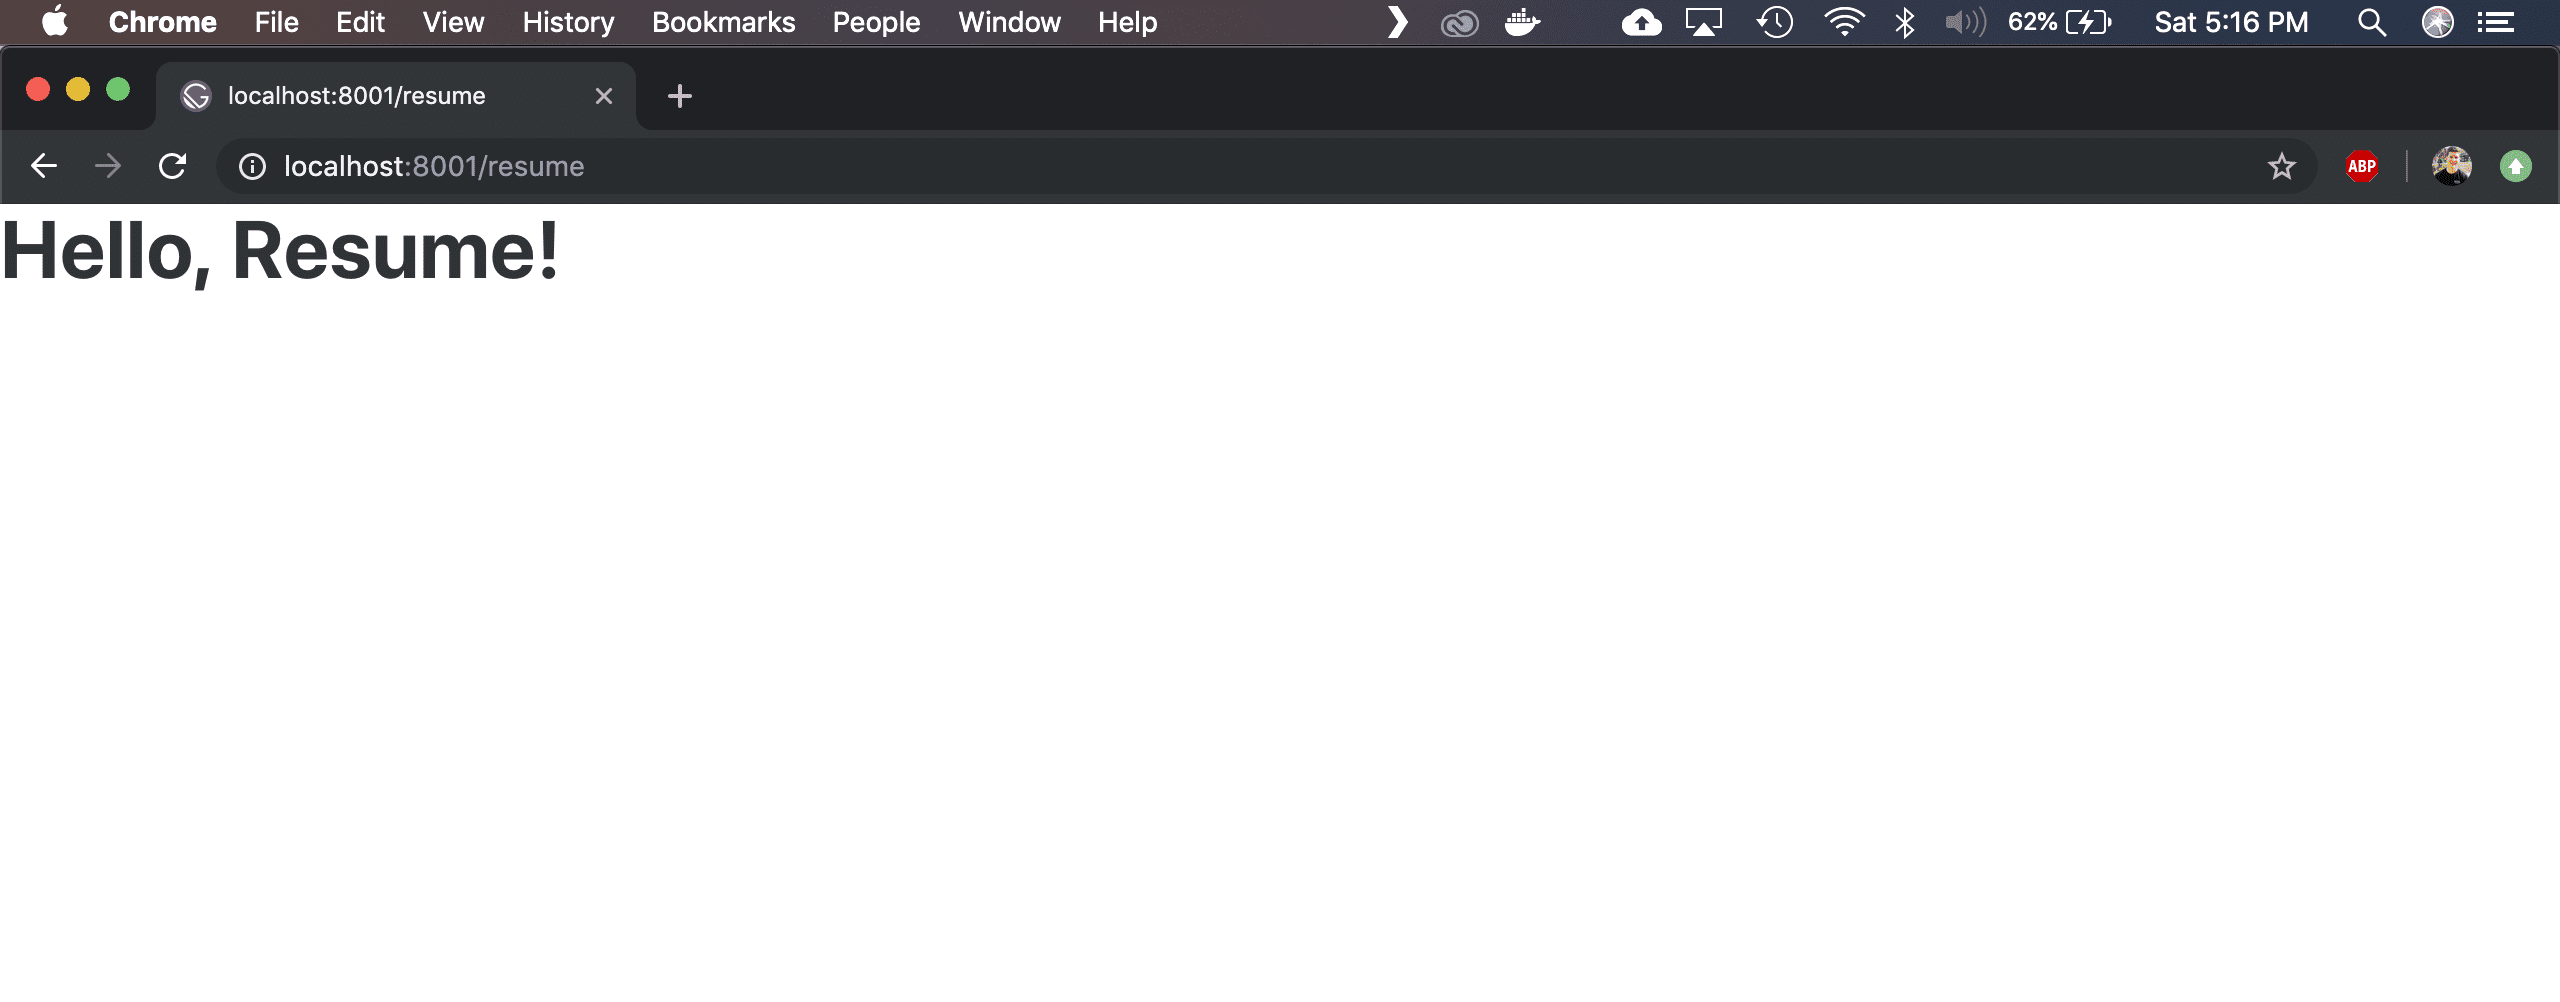 Chrome File Edit View History Bookmarks People Window Help 62% Sat 5:16 PM
localhost:8001/resume
localhost:8001/resume ABP
Hello, Resume!